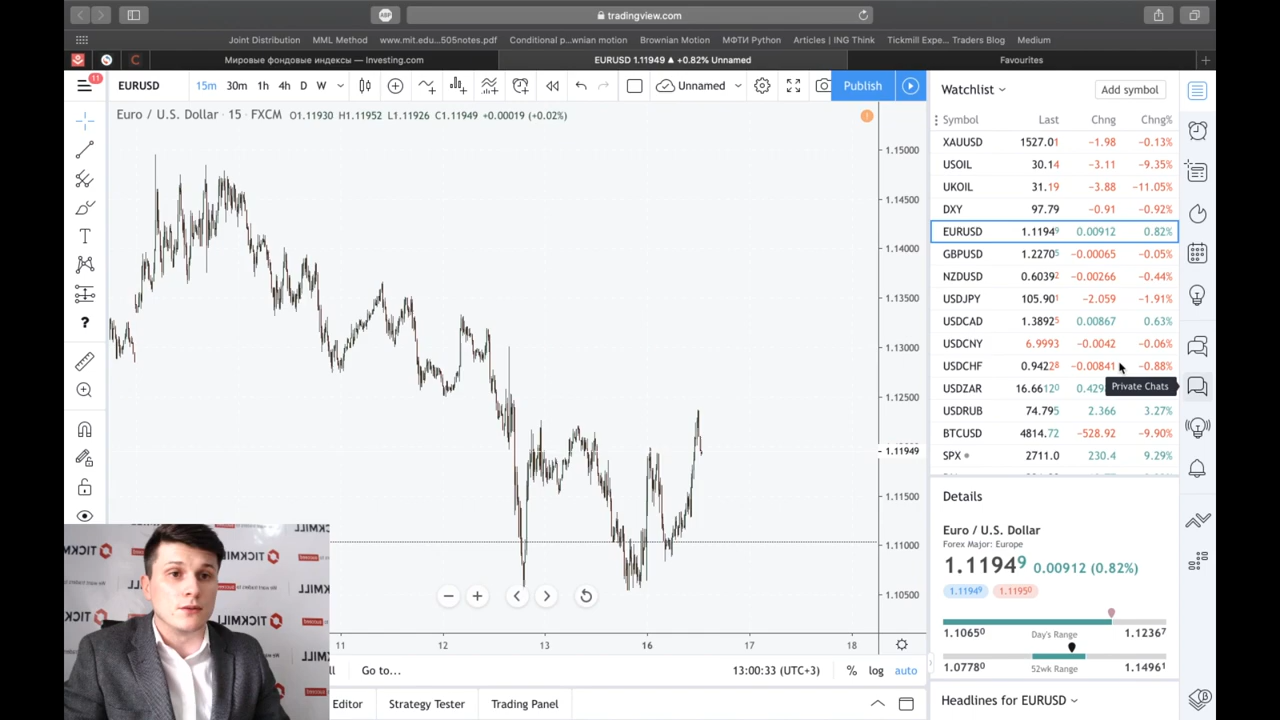 ABP
tradingview.com
Joint Distribution
MML Method
www.mit.edu...505notes.pdf
Conditional p...wnian motion
Brownian Motion
МФТИ Python
Articles | ING Think
Tickmill Expe... Traders Blog
Medium
Мировые фондовые индексы — Investing.com
EURUSD 1.11949 ▲ +0.82% Unnamed
Favourites
11
EURUSD
15m 30m 1h 4h D W
Unnamed
Publish
Watchlist
Add symbol
Euro / U.S. Dollar · 15 · FXCM O1.11930 H1.11952 L1.11926 C1.11949 +0.00019 (+0.02%)
Symbol Last Chng Chng%
XAUUSD 1527.01 −1.98 −0.13%
USOIL 30.14 −3.11 −9.35%
UKOIL 31.19 −3.88 −11.05%
DXY 97.79 −0.91 −0.92%
EURUSD 1.11949 0.00912 0.82%
GBPUSD 1.22705 −0.00065 −0.05%
NZDUSD 0.60392 −0.00266 −0.44%
USDJPY 105.901 −2.059 −1.91%
USDCAD 1.38925 0.00867 0.63%
USDCNY 6.9993 −0.0042 −0.06%
USDCHF 0.94228 −0.00841 −0.88%
USDZAR 16.66120 0.429
Private Chats
USDRUB 74.795 2.366 3.27%
BTCUSD 4814.72 −528.92 −9.90%
SPX 2711.0 230.4 9.29%
1.15000
1.14500
1.14000
1.13500
1.13000
1.12500
1.11949
1.11500
1.11000
1.10500
Details
Euro / U.S. Dollar
Forex Major: Europe
1.11949 0.00912 (0.82%)
1.11949 1.11950
1.10650 Day's Range 1.12367
1.07780 52wk Range 1.14961
Headlines for EURUSD
11 12 13 14 16 17 18
Go to...
13:00:33 (UTC+3)
% log auto
Editor
Strategy Tester
Trading Panel
TICKMILL